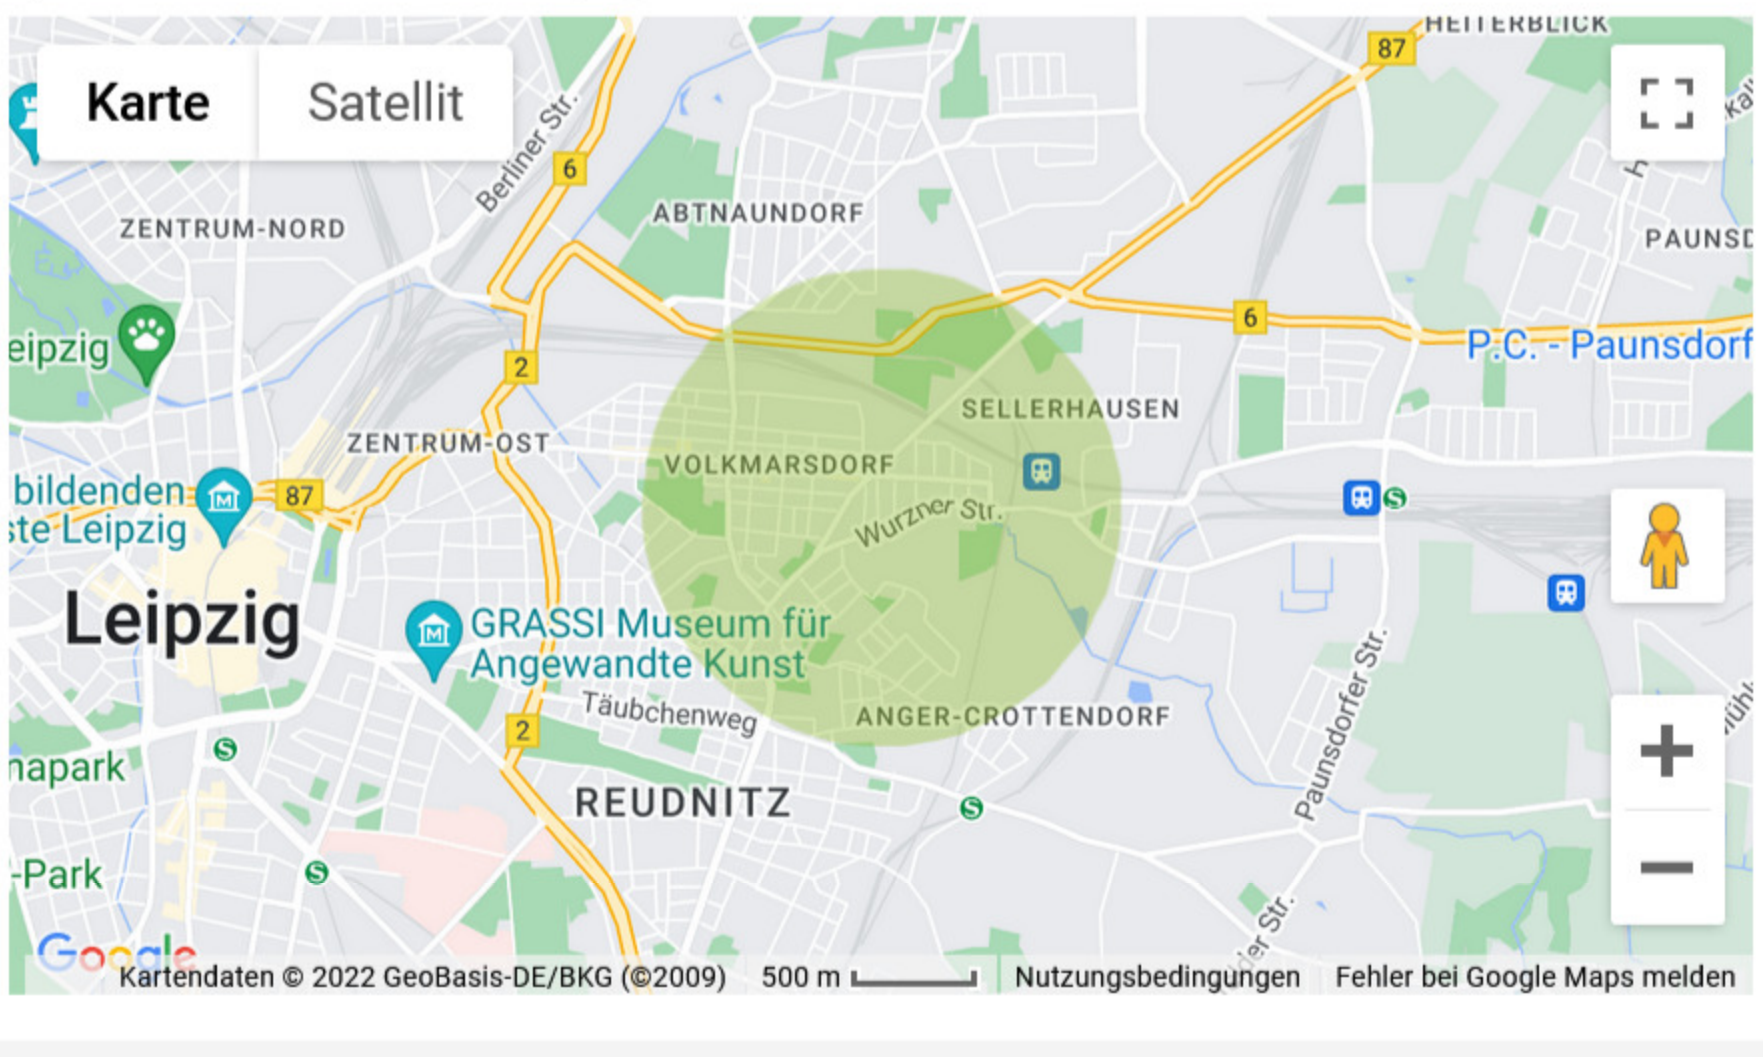 HEITERBLICK
87
Karte
Satellit
Berliner Str.
6
ZENTRUM-NORD
ABTNAUNDORF
PAUNSD
eipzig
2
6
P.C. - Paunsdorf
SELLERHAUSEN
ZENTRUM-OST
VOLKMARSDORF
bildenden
87
ste Leipzig
Wurzner Str.
S
Leipzig
GRASSI Museum für
Angewandte Kunst
Täubchenweg
ANGER-CROTTENDORF
Paunsdorfer Str.
2
S
napark
REUDNITZ
S
-Park
S
der Str.
Google
Kartendaten © 2022 GeoBasis-DE/BKG (©2009)
500 m
Nutzungsbedingungen
Fehler bei Google Maps melden